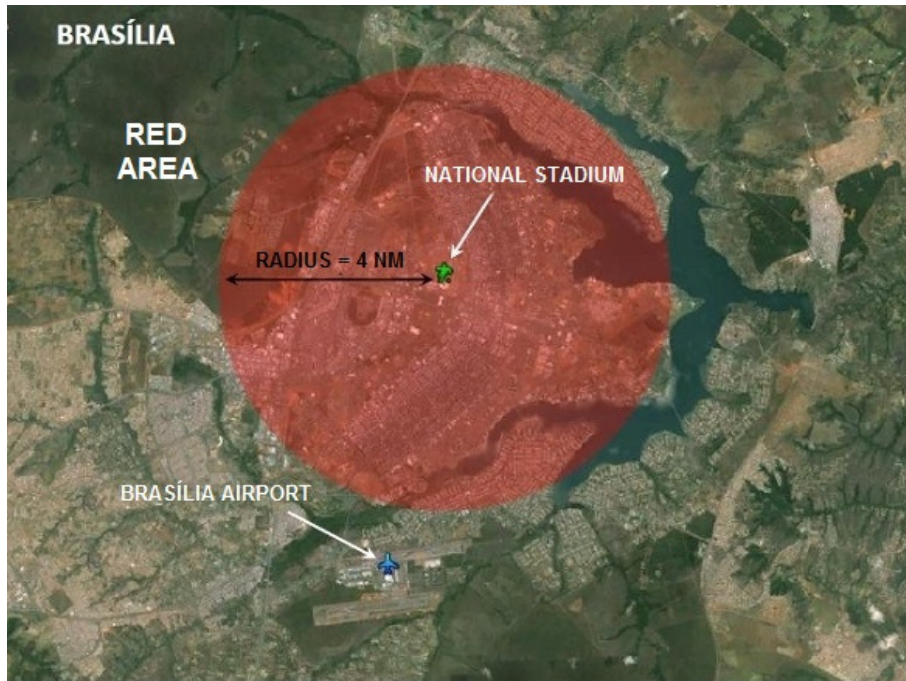 BRASÍLIA
RED
AREA
NATIONAL STADIUM
RADIUS = 4 NM
BRASÍLIA AIRPORT